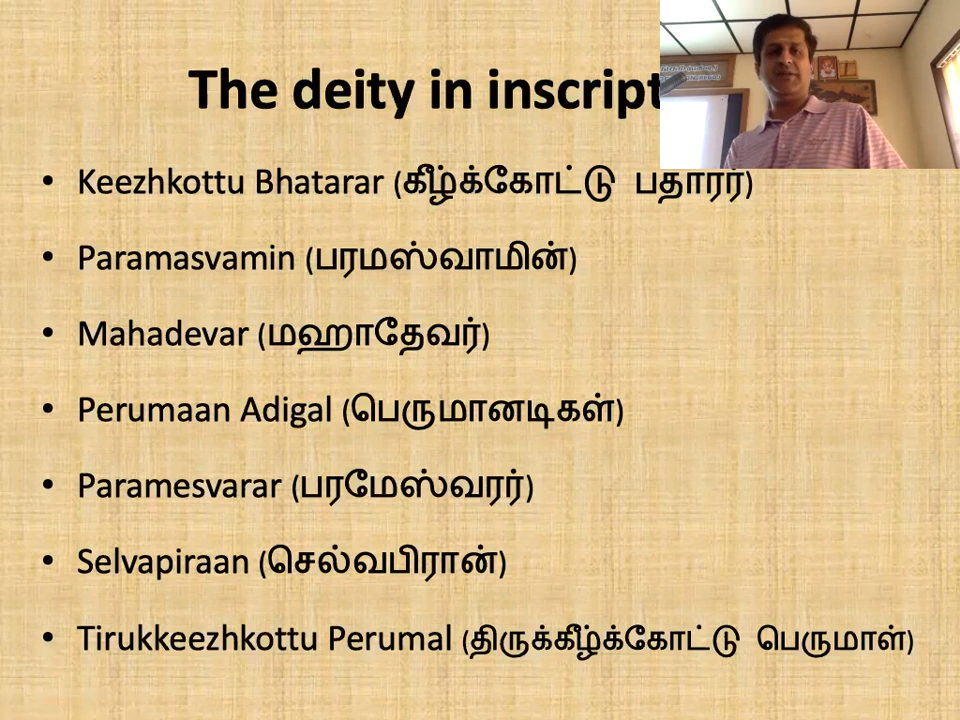 The deity in inscript
• Keezhkottu Bhatarar (கீழ்க்கோட்டு பதாரர்)
• Paramasvamin (பரமஸ்வாமின்)
• Mahadevar (மஹாதேவர்)
• Perumaan Adigal (பெருமானடிகள்)
• Paramesvarar (பரமேஸ்வரர்)
• Selvapiraan (செல்வபிரான்)
• Tirukkeezhkottu Perumal (திருக்கீழ்க்கோட்டு பெருமாள்)